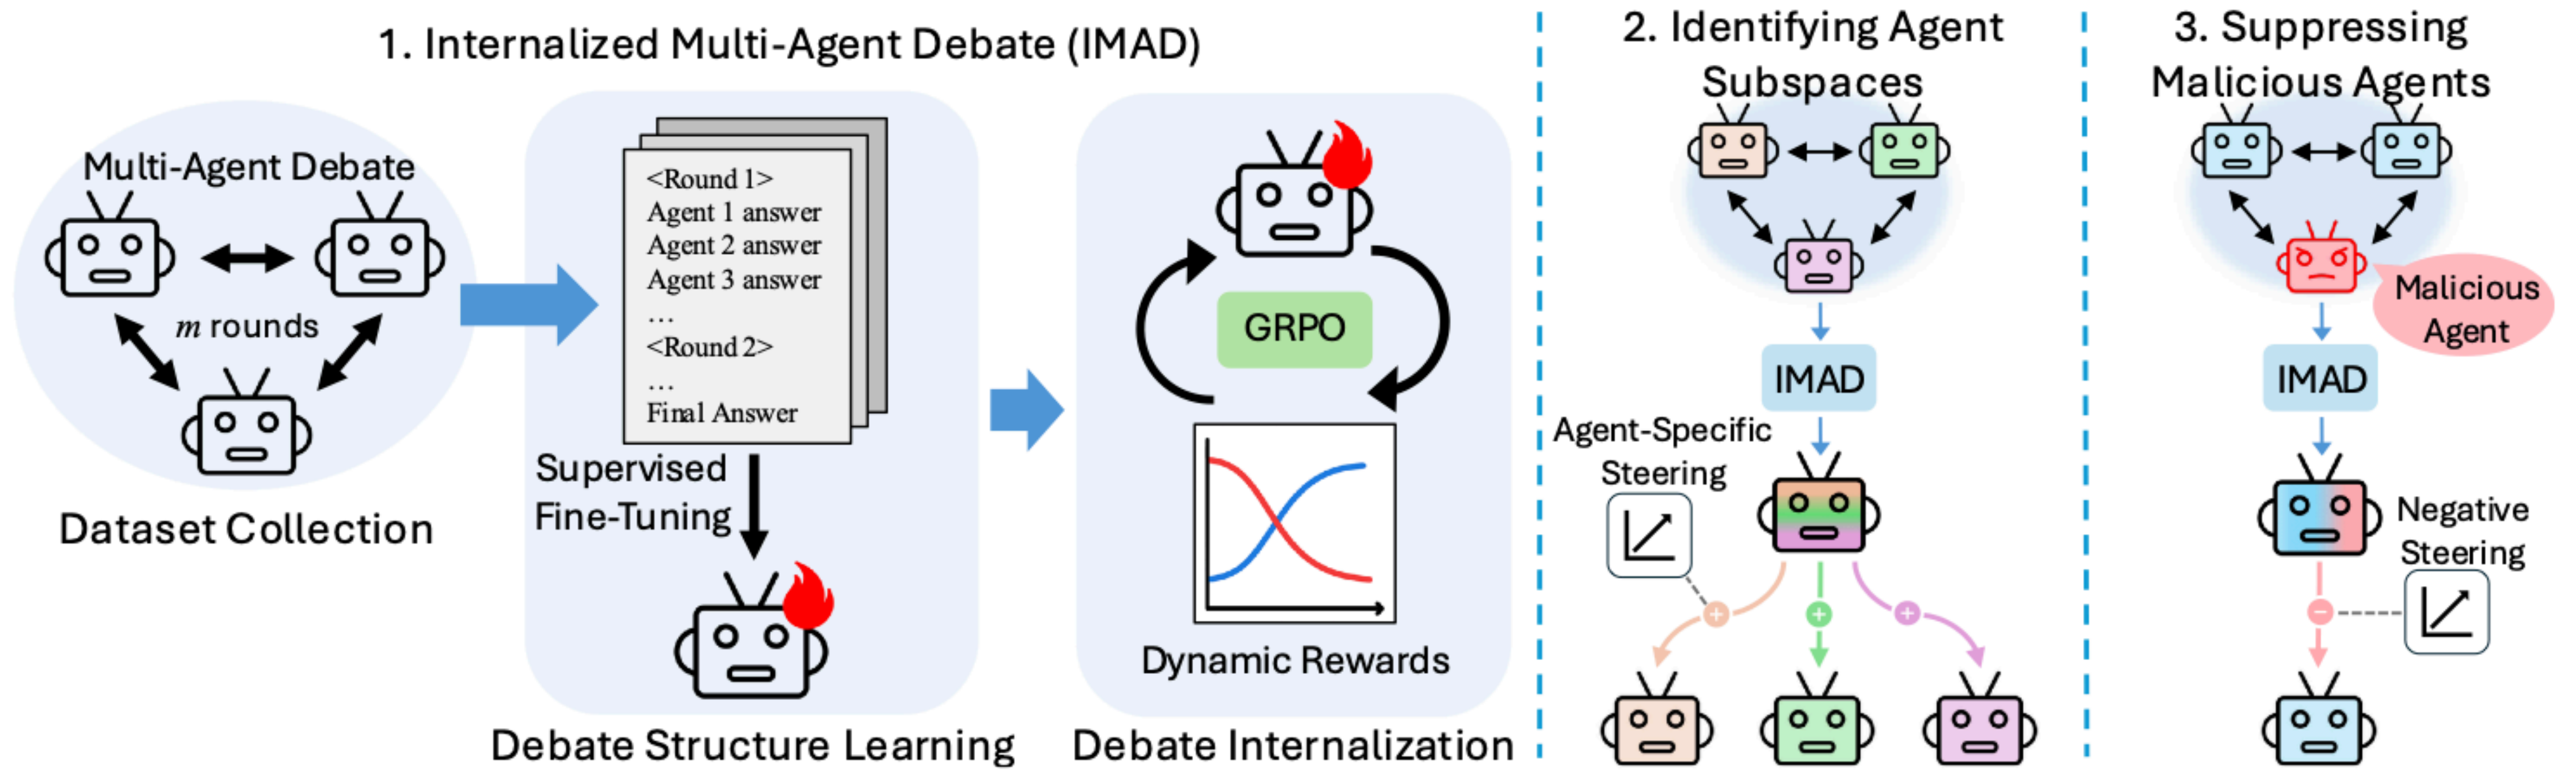 1. Internalized Multi-Agent Debate (IMAD)
Multi-Agent Debate
m rounds
Dataset Collection
<Round 1>
Agent 1 answer
Agent 2 answer
Agent 3 answer
...
<Round 2>
...
Final Answer
Supervised
Fine-Tuning
Debate Structure Learning
GRPO
Dynamic Rewards
Debate Internalization
2. Identifying Agent
Subspaces
IMAD
Agent-Specific
Steering
+
+
+
3. Suppressing
Malicious Agents
Malicious
Agent
IMAD
Negative
Steering
−